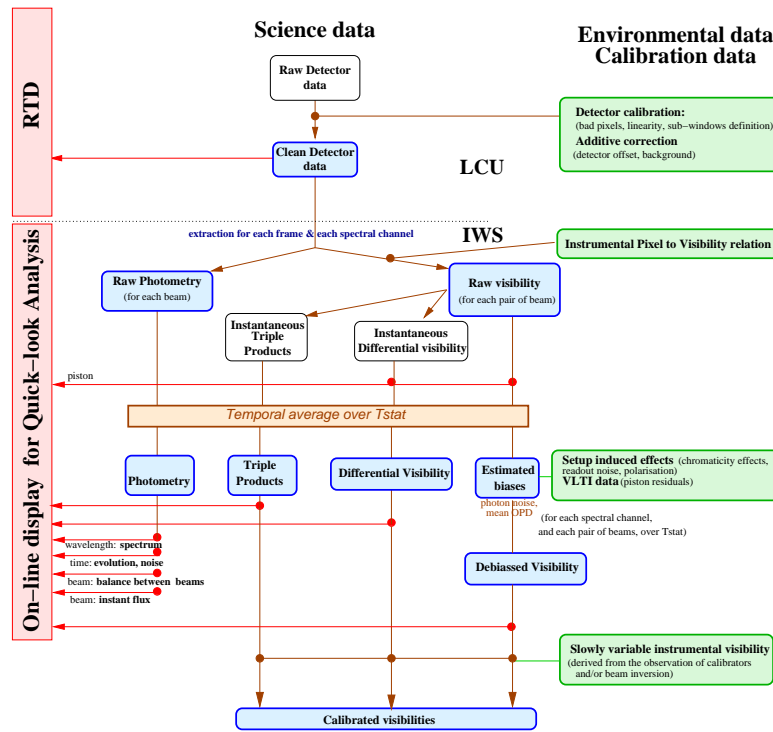 Science data
Environmental data
Calibration data
RTD
Raw Detector
data
Detector calibration:
(bad pixels, linearity, sub−windows definition)
Additive correction
(detector offset, background)
Clean Detector
data
LCU
extraction for each frame & each spectral channel
IWS
Instrumental Pixel to Visibility relation
On−line display for Quick−look Analysis
Raw Photometry
(for each beam)
Raw visibility
(for each pair of beam)
Instantaneous
Triple
Products
Instantaneous
Differential visibility
piston
Temporal average over Tstat
Photometry
Triple
Products
Differential Visibility
Estimated
biases
Setup induced effects (chromaticity effects,
readout noise, polarisation)
VLTI data (piston residuals)
photon noise,
mean OPD
(for each spectral channel,
and each pair of beams, over Tstat)
wavelength: spectrum
time: evolution, noise
beam: balance between beams
beam: instant flux
Debiassed Visibility
Slowly variable instrumental visibility
(derived from the observation of calibrators
and/or beam inversion)
Calibrated visibilities